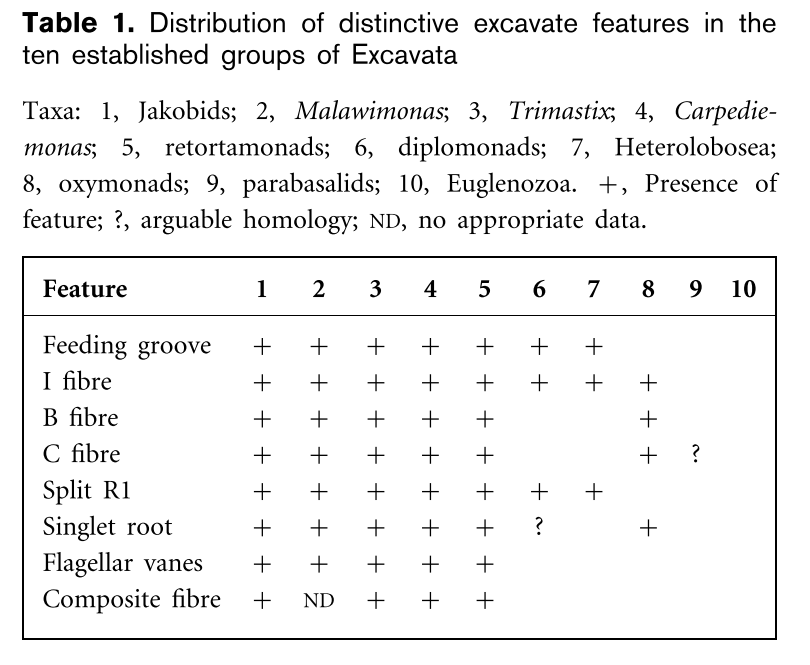 Table 1. Distribution of distinctive excavate features in the
ten established groups of Excavata
Taxa: 1, Jakobids; 2, Malawimonas; 3, Trimastix; 4, Carpedie-
monas; 5, retortamonads; 6, diplomonads; 7, Heterolobosea;
8, oxymonads; 9, parabasalids; 10, Euglenozoa. +, Presence of
feature; ?, arguable homology; ND, no appropriate data.
Feature 1 2 3 4 5 6 7 8 9 10
Feeding groove + + + + + + +
I fibre + + + + + + + +
B fibre + + + + + +
C fibre + + + + + + ?
Split R1 + + + + + + +
Singlet root + + + + + ? +
Flagellar vanes + + + + +
Composite fibre + ND + + +